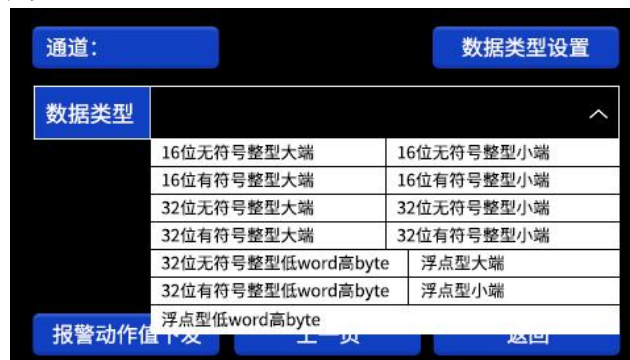 通道: 数据类型设置
数据类型
16位无符号整型大端 16位无符号整型小端
16位有符号整型大端 16位有符号整型小端
32位无符号整型大端 32位无符号整型小端
32位有符号整型大端 32位有符号整型小端
32位无符号整型低word高byte 浮点型大端
32位有符号整型低word高byte 浮点型小端
浮点型低word高byte
报警动作值下发 上一页 返回